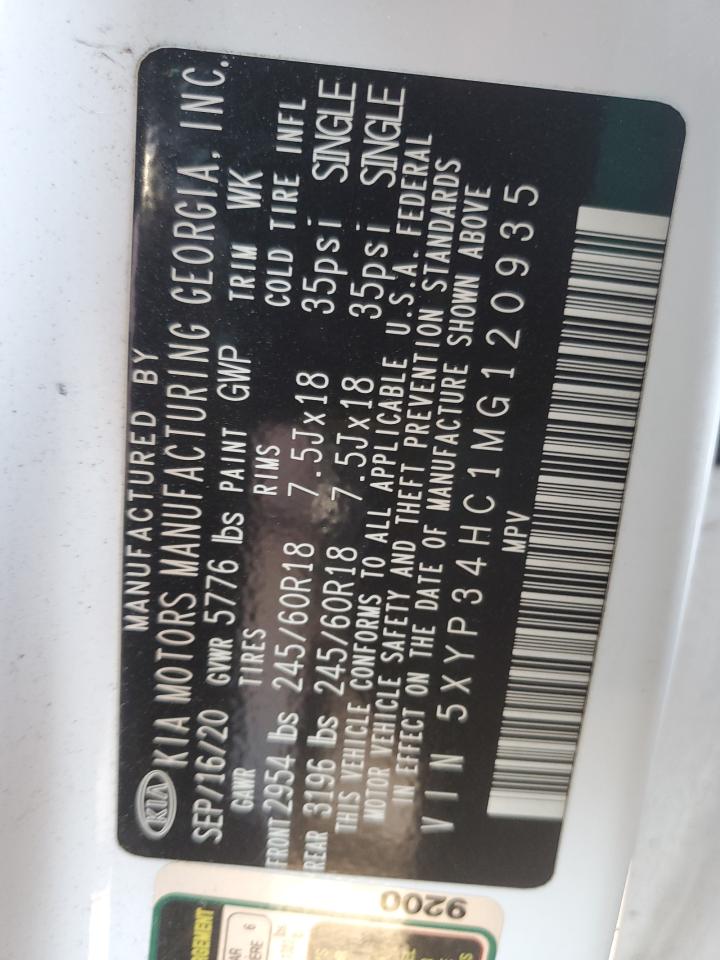 MANUFACTURED BY
KIA KIA MOTORS MANUFACTURING GEORGIA, INC.
SEP/16/20 GVWR 5776 lbs PAINT GWP TRIM WK
GAWR TIRES RIMS COLD TIRE INFL
FRONT 2954 lbs 245/60R18 7.5Jx18 35psi SINGLE
REAR 3196 lbs 245/60R18 7.5Jx18 35psi SINGLE
THIS VEHICLE CONFORMS TO ALL APPLICABLE U.S.A. FEDERAL
MOTOR VEHICLE SAFETY AND THEFT PREVENTION STANDARDS
IN EFFECT ON THE DATE OF MANUFACTURE SHOWN ABOVE
VIN 5XYP34HC1MG120935
MPV
9200